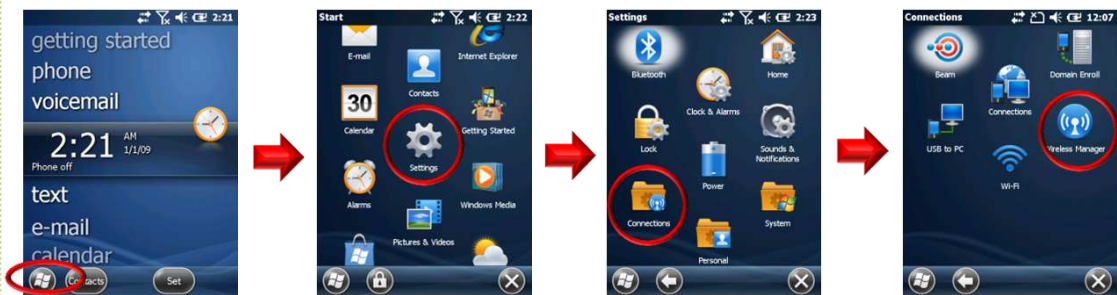 2:21
getting started
phone
voicemail
2:21 AM
1/1/09
Phone off
text
e-mail
calendar
Contacts
Set
Start
2:22
E-mail
Internet Explorer
Contacts
30
Calendar
Getting Started
Settings
Alarms
Windows Media
Pictures & Videos
Settings
2:23
Bluetooth
Home
Clock & Alarms
Lock
Sounds &
Notifications
Power
Connections
System
Personal
Connections
12:07
Beam
Domain Enroll
Connections
USB to PC
Wireless Manager
Wi-Fi